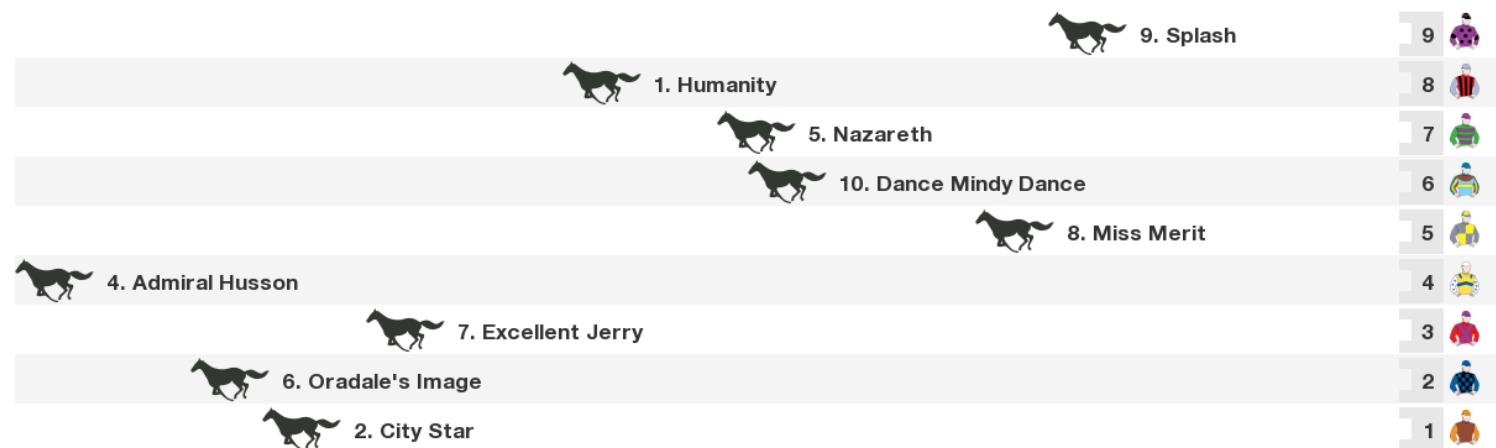 9. Splash 9
1. Humanity 8
5. Nazareth 7
10. Dance Mindy Dance 6
8. Miss Merit 5
4. Admiral Husson 4
7. Excellent Jerry 3
6. Oradale's Image 2
2. City Star 1